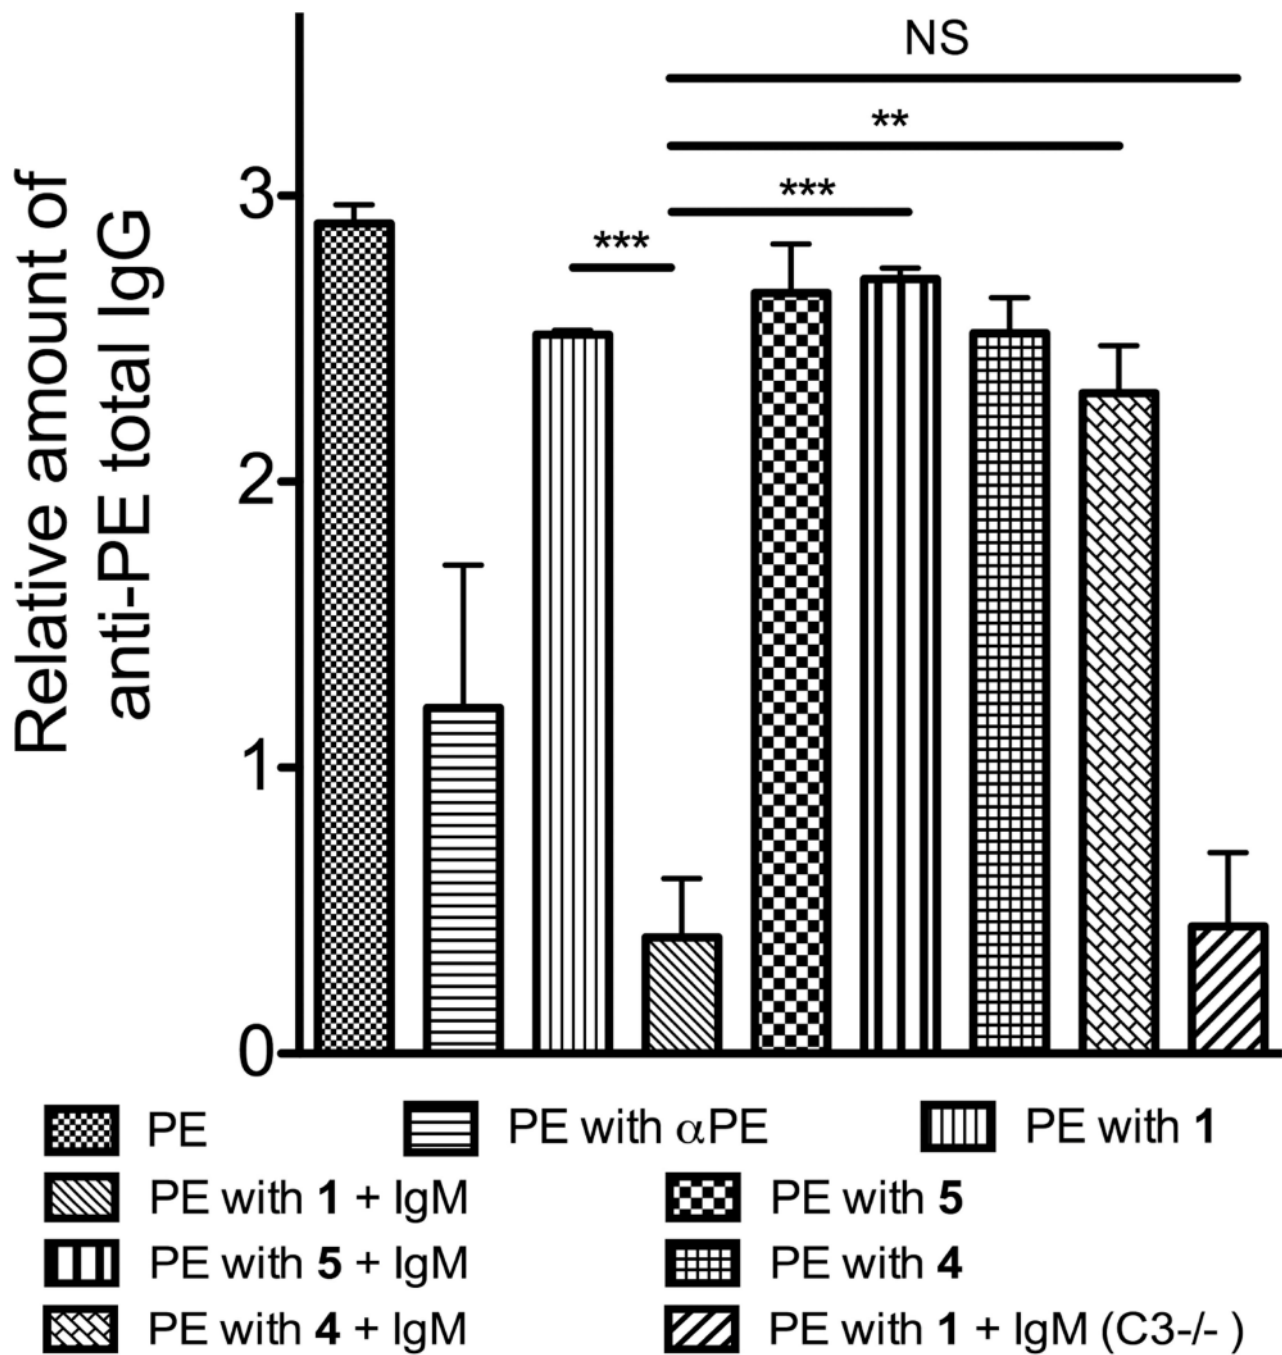 NS
**
***
***
Relative amount of
anti-PE total IgG
3
2
1
0
PE
PE with αPE
PE with 1
PE with 1 + IgM
PE with 5
PE with 5 + IgM
PE with 4
PE with 4 + IgM
PE with 1 + IgM (C3-/- )